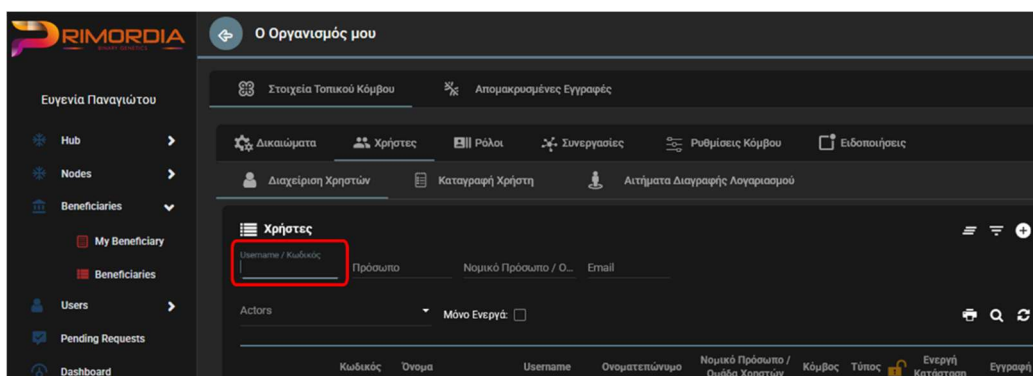 PRIMORDIA
BINARY GENETICS
Ο Οργανισμός μου
Στοιχεία Τοπικού Κόμβου Απομακρυσμένες Εγγραφές
Ευγενία Παναγιώτου
Hub
Nodes
Beneficiaries
My Beneficiary
Beneficiaries
Users
Pending Requests
Dashboard
Δικαιώματα Χρήστες Ρόλοι Συνεργασίες Ρυθμίσεις Κόμβου Ειδοποιήσεις
Διαχείριση Χρηστών Καταγραφή Χρήστη Αιτήματα Διαγραφής Λογαριασμού
Χρήστες
Username / Κωδικός
Πρόσωπο Νομικό Πρόσωπο / Ο... Email
Actors Μόνο Ενεργά:
Κωδικός Όνομα Username Ονοματεπώνυμο Νομικό Πρόσωπο / Ομάδα Χρηστών Κόμβος Τύπος Ενεργή Κατάσταση Εγγραφή